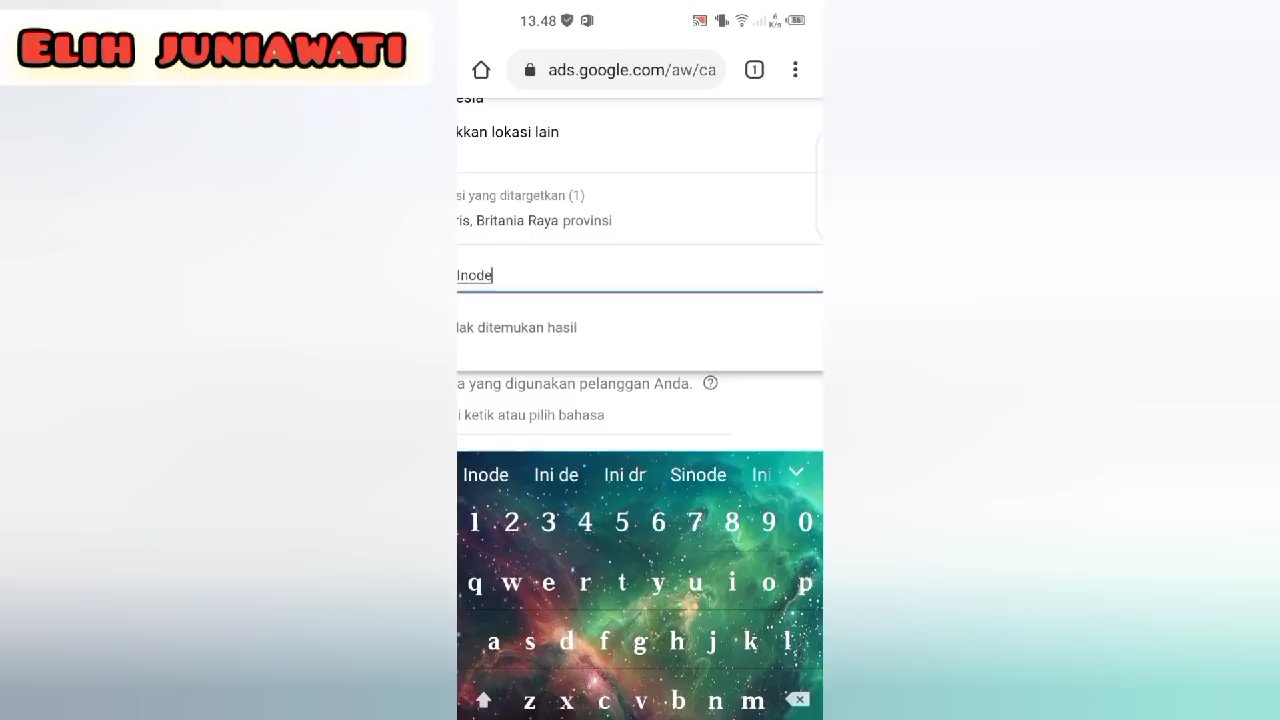 ELIH JUNIAWATI
13.48
6
K/s
86
ads.google.com/aw/ca
1
esia
kkan lokasi lain
si yang ditargetkan (1)
ris, Britania Raya provinsi
Inode
lak ditemukan hasil
a yang digunakan pelanggan Anda.
i ketik atau pilih bahasa
Inode Ini de Ini dr Sinode Ini
1 2 3 4 5 6 7 8 9 0
q w e r t y u i o p
a s d f g h j k l
z x c v b n m